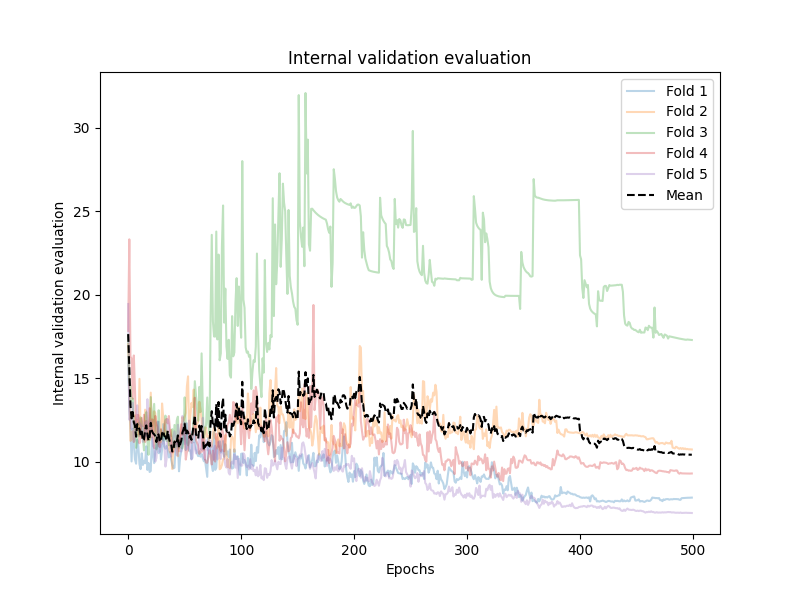 Internal validation evaluation
Fold 1
Fold 2
Fold 3
Fold 4
Fold 5
Mean
Internal validation evaluation
30
25
20
15
10
0 100 200 300 400 500
Epochs